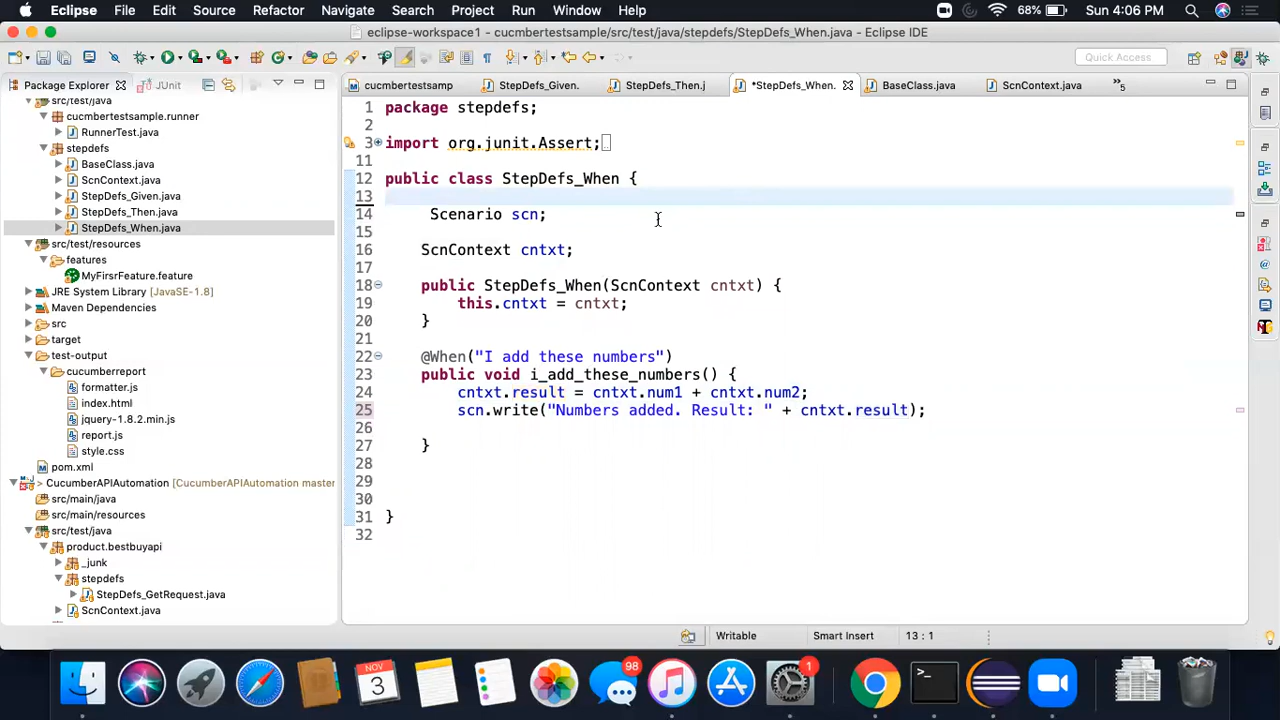 Eclipse File Edit Source Refactor Navigate Search Project Run Window Help 68% Sun 4:06 PM
eclipse-workspace1 - cucmbertestsample/src/test/java/stepdefs/StepDefs_When.java - Eclipse IDE
Quick Access
Package Explorer JUnit
cucmbertestsamp StepDefs_Given. StepDefs_Then.j *StepDefs_When. BaseClass.java ScnContext.java »5
src/test/java
cucmbertestsample.runner
RunnerTest.java
stepdefs
BaseClass.java
ScnContext.java
StepDefs_Given.java
StepDefs_Then.java
StepDefs_When.java
src/test/resources
features
MyFirsrFeature.feature
JRE System Library [JavaSE-1.8]
Maven Dependencies
src
target
test-output
cucumberreport
formatter.js
index.html
jquery-1.8.2.min.js
report.js
style.css
pom.xml
> CucumberAPIAutomation [CucumberAPIAutomation master
src/main/java
src/main/resources
src/test/java
product.bestbuyapi
_junk
stepdefs
StepDefs_GetRequest.java
ScnContext.java
1 package stepdefs;
2
3 import org.junit.Assert;
11
12 public class StepDefs_When {
13
14 Scenario scn;
15
16 ScnContext cntxt;
17
18 public StepDefs_When(ScnContext cntxt) {
19 this.cntxt = cntxt;
20 }
21
22 @When("I add these numbers")
23 public void i_add_these_numbers() {
24 cntxt.result = cntxt.num1 + cntxt.num2;
25 scn.write("Numbers added. Result: " + cntxt.result);
26
27 }
28
29
30
31 }
32
Writable Smart Insert 13 : 1
NOV
3
98
1